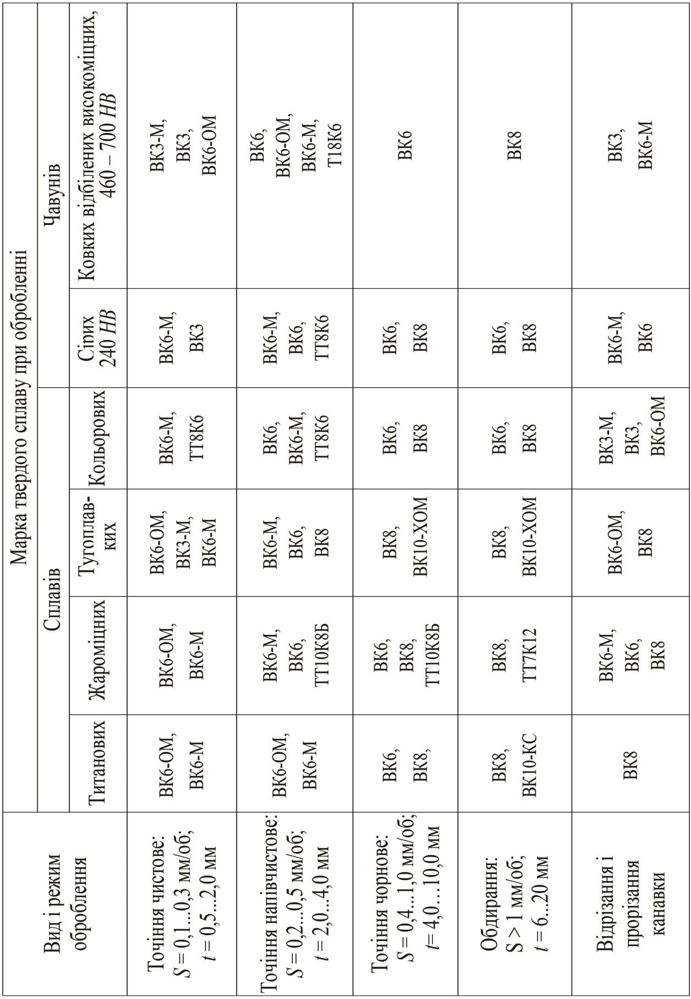 Вид і режим
оброблення
Марка твердого сплаву при обробленні
Сплавів
Чавунів
Титанових
Жароміцних
Тугоплав-
ких
Кольорових
Сірих
240 HB
Ковких відбілених високоміцних,
460 – 700 HB
Точіння чистове:
S = 0,1...0,3 мм/об;
t = 0,5...2,0 мм
ВК6-ОМ,
ВК6-М
ВК6-ОМ,
ВК6-М
ВК6-ОМ,
ВК3-М,
ВК6-М
ВК6-М,
ТТ8К6
ВК6-М,
ВК3
ВК3-М,
ВК3,
ВК6-ОМ
Точіння напівчистове:
S = 0,2...0,5 мм/об;
t = 2,0...4,0 мм
ВК6-ОМ,
ВК6-М
ВК6-М,
ВК6,
ТТ10К8Б
ВК6-М,
ВК6,
ВК8
ВК6,
ВК6-М,
ТТ8К6
ВК6-М,
ВК6,
ТТ8К6
ВК6,
ВК6-ОМ,
ВК6-М,
Т18К6
Точіння чорнове:
S = 0,4...1,0 мм/об;
t= 4,0...10,0 мм
ВК6,
ВК8,
ВК6,
ВК8,
ТТ10К8Б
ВК8,
ВК10-ХОМ
ВК6,
ВК8
ВК6,
ВК8
ВК6
Обдирання:
S > 1 мм/об;
t = 6...20 мм
ВК8,
ВК10-КС
ВК8,
ТТ7К12
ВК8,
ВК10-ХОМ
ВК6,
ВК8
ВК6,
ВК8
ВК8
Відрізання і
прорізання
канавки
ВК8
ВК6-М,
ВК6,
ВК8
ВК6-ОМ,
ВК8
ВК3-М,
ВК3,
ВК6-ОМ
ВК6-М,
ВК6
ВК3,
ВК6-М